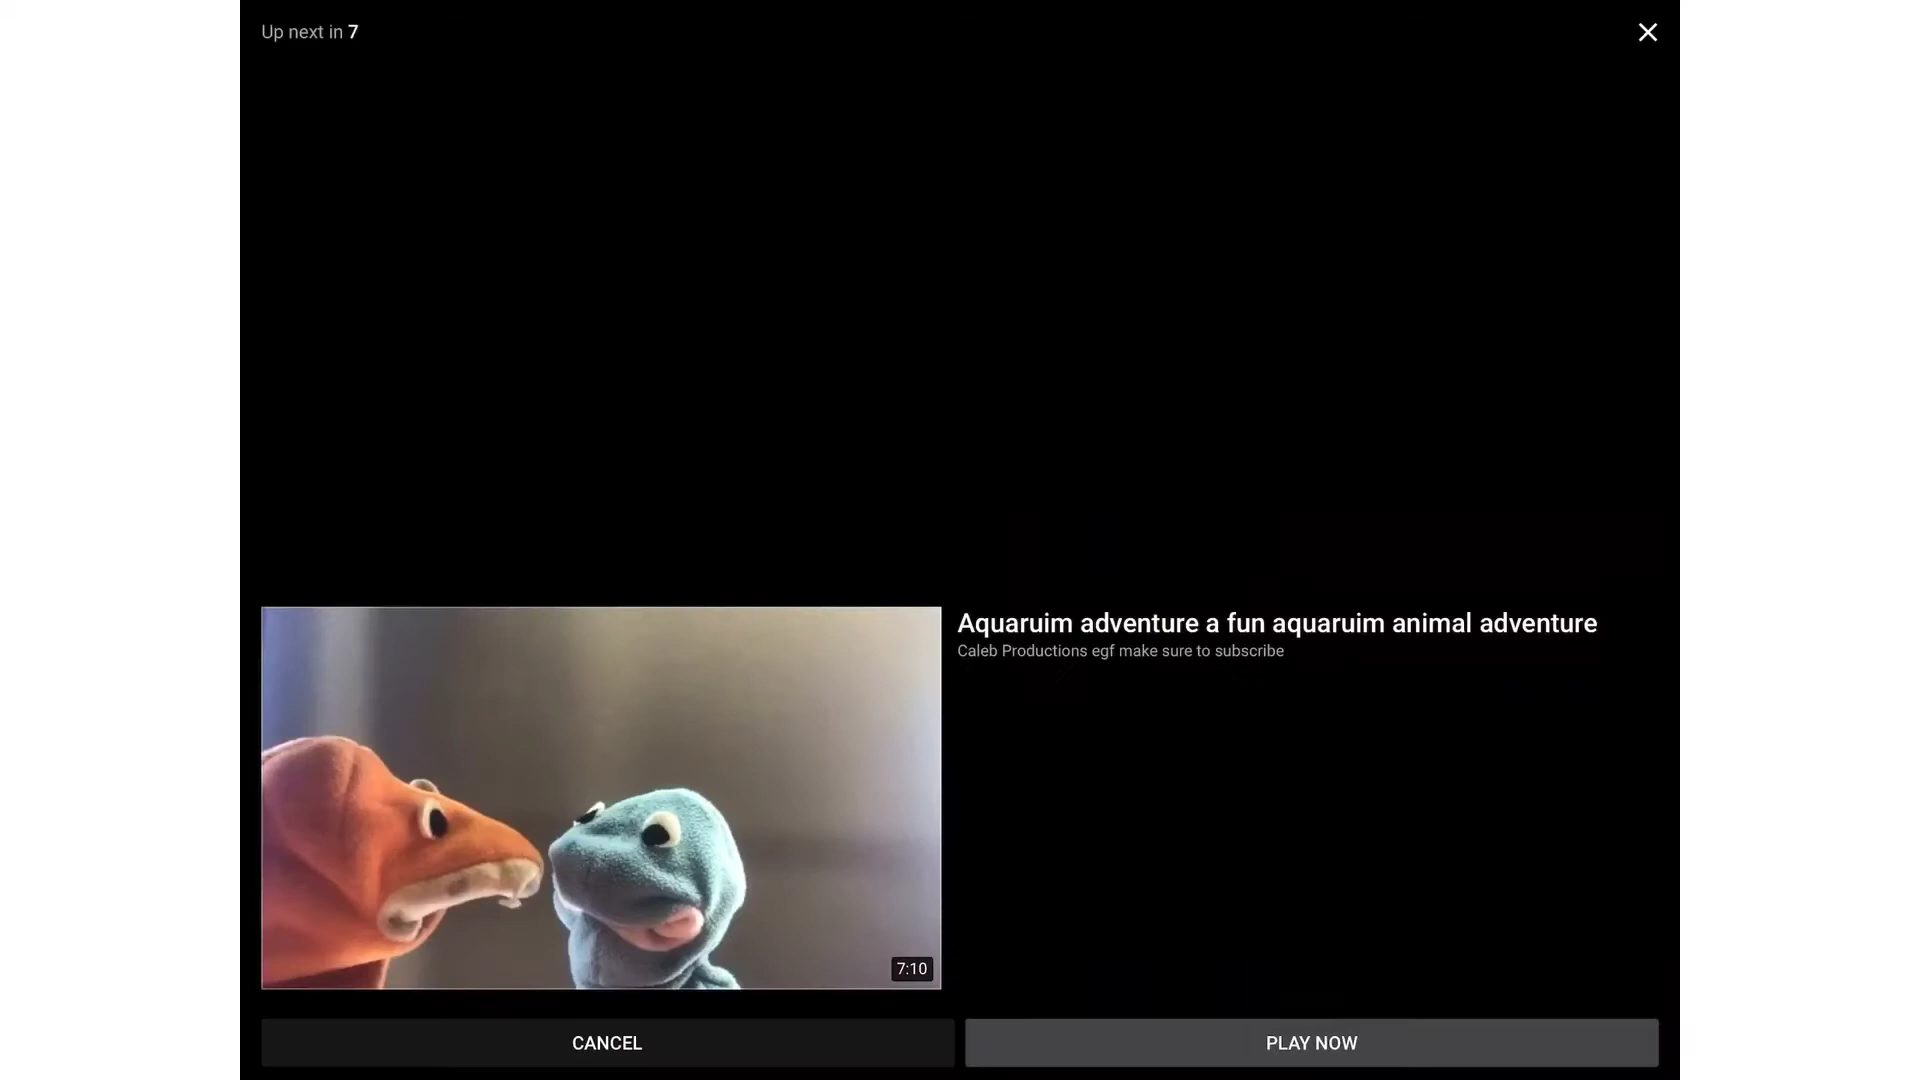 Up next in 7
Aquaruim adventure a fun aquaruim animal adventure
Caleb Productions egf make sure to subscribe
7:10
CANCEL
PLAY NOW